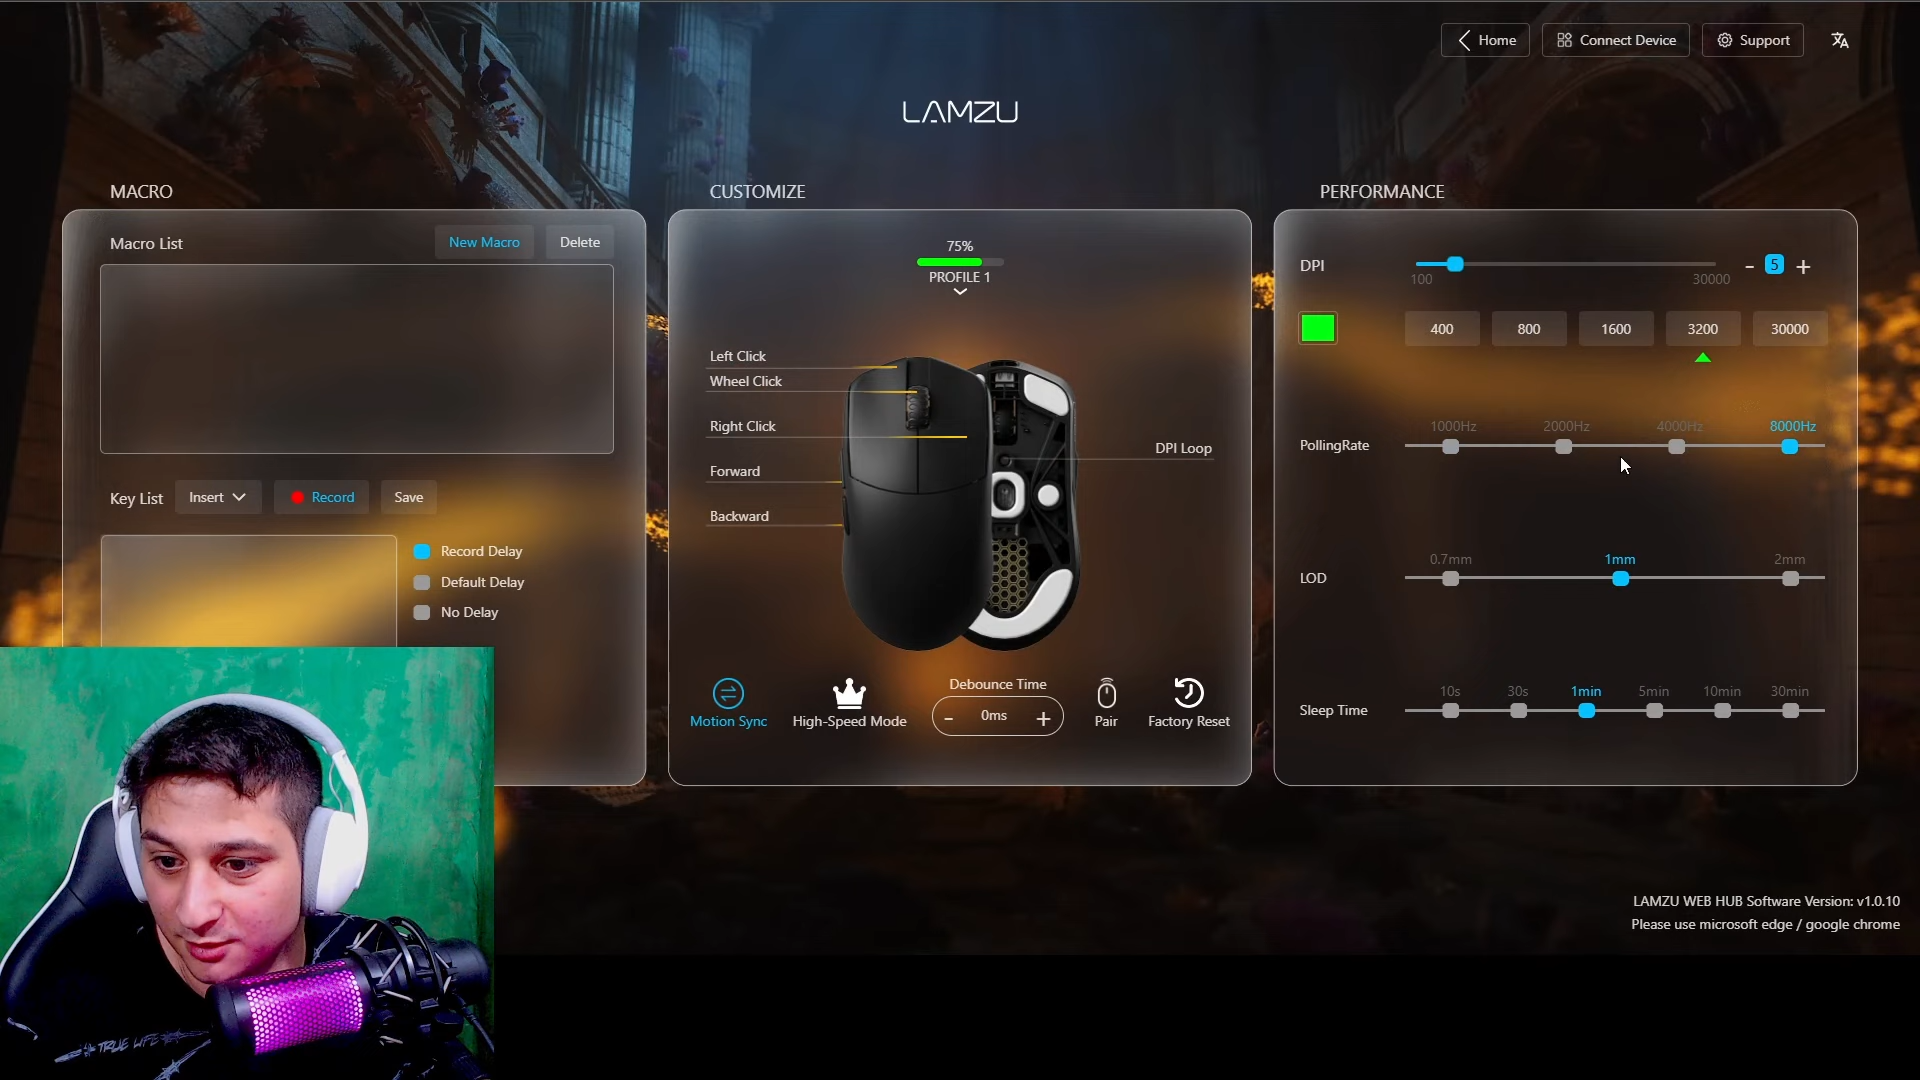 Home
Connect Device
Support
LAMZU
MACRO
Macro List
New Macro
Delete
Key List
Insert
Record
Save
Record Delay
Default Delay
No Delay
CUSTOMIZE
75%
PROFILE 1
Left Click
Wheel Click
Right Click
Forward
Backward
DPI Loop
Motion Sync
High-Speed Mode
Debounce Time
- 0ms +
Pair
Factory Reset
PERFORMANCE
DPI
100
30000
- 5 +
400 800 1600 3200 30000
1000Hz 2000Hz 4000Hz 8000Hz
PollingRate
0.7mm 1mm 2mm
LOD
10s 30s 1min 5min 10min 30min
Sleep Time
LAMZU WEB HUB Software Version: v1.0.10
Please use microsoft edge / google chrome
TRUE LIFE